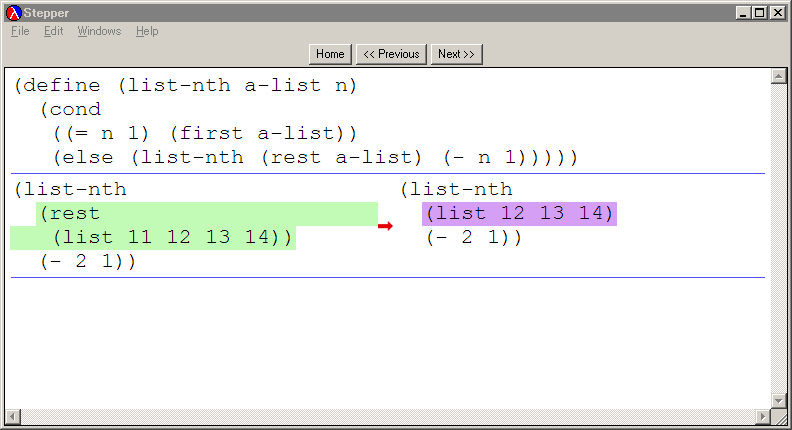 Stepper
File Edit Windows Help
Home << Previous Next >>
(define (list-nth a-list n)
(cond
((= n 1) (first a-list))
(else (list-nth (rest a-list) (- n 1)))))
(list-nth
(rest
(list 11 12 13 14))
(- 2 1))
(list-nth
(list 12 13 14)
(- 2 1))